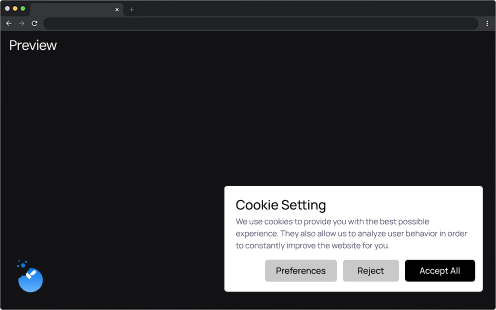 Preview
Cookie Setting
We use cookies to provide you with the best possible
experience. They also allow us to analyze user behavior in order
to constantly improve the website for you.
Preferences Reject Accept All